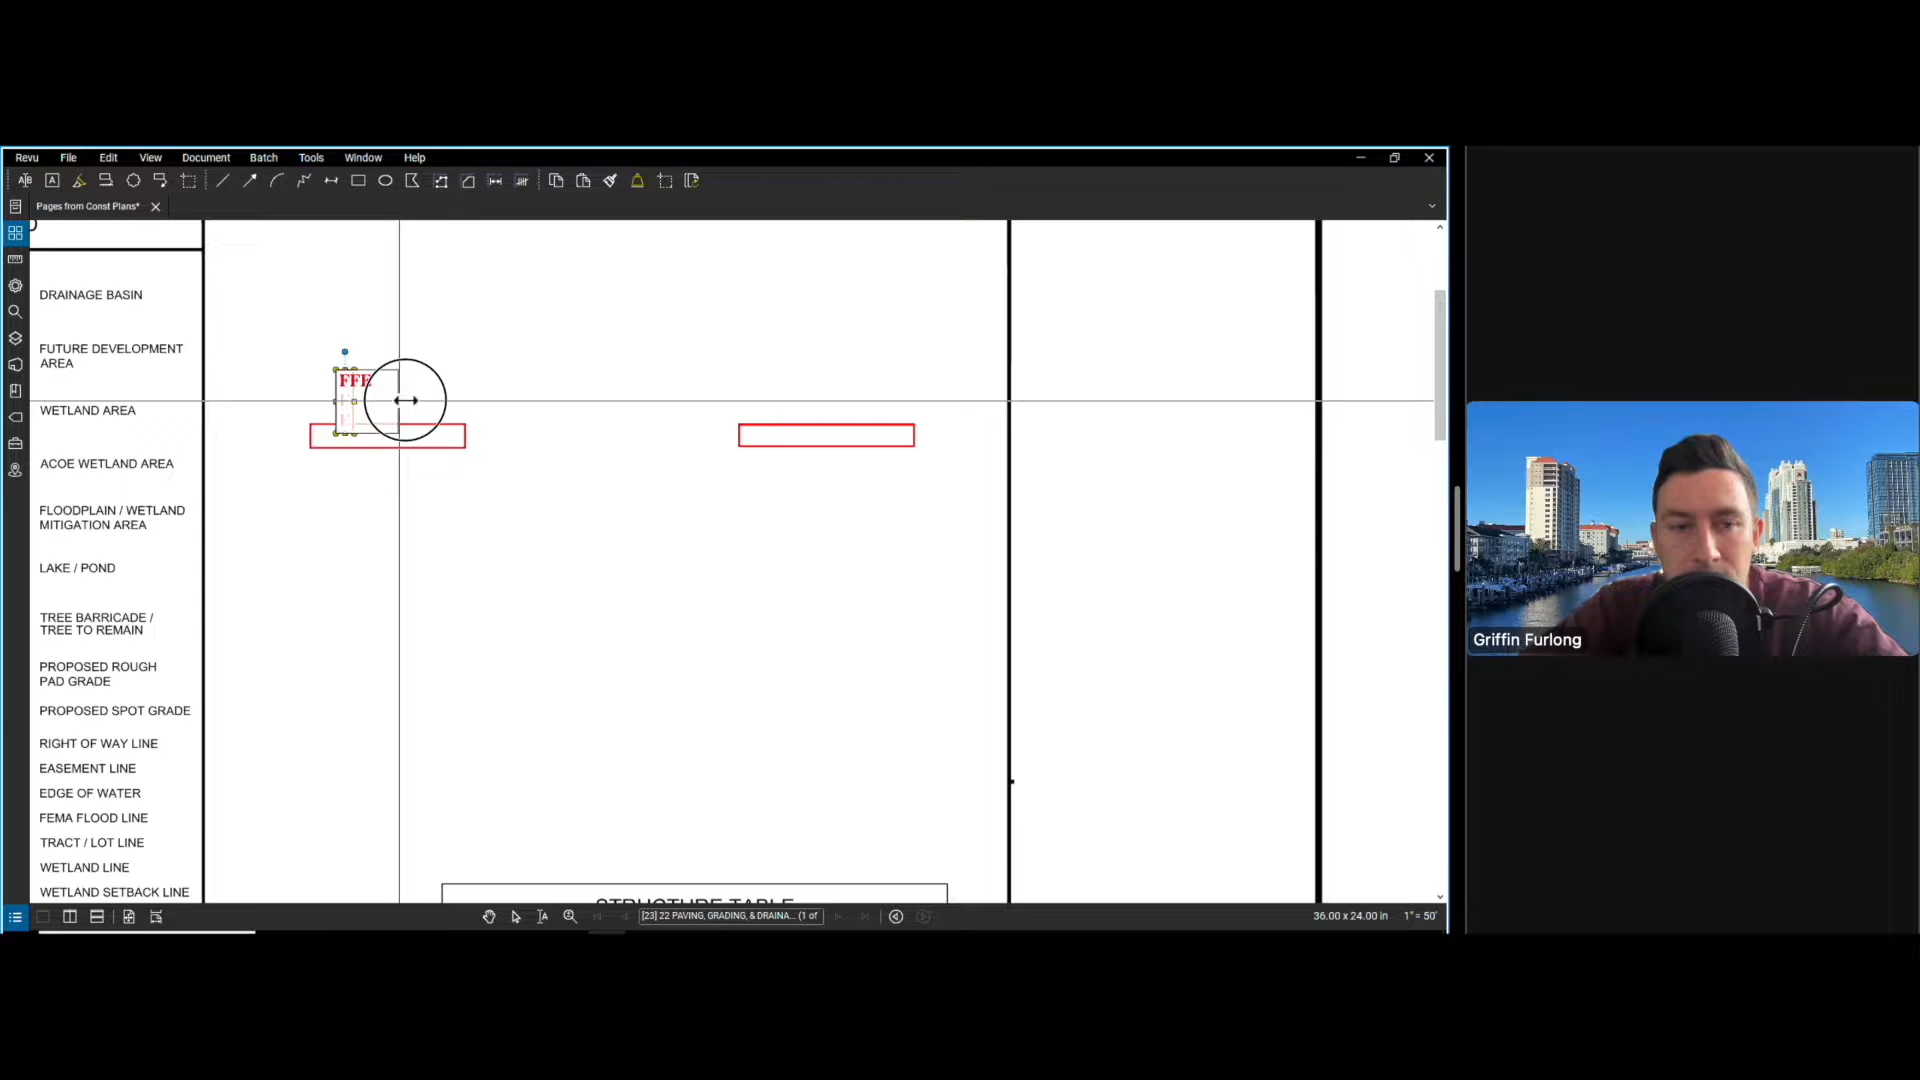 Revu File Edit View Document Batch Tools Window Help
Pages from Const Plans*
DRAINAGE BASIN
FUTURE DEVELOPMENT
AREA
FFE
WETLAND AREA
ACOE WETLAND AREA
FLOODPLAIN / WETLAND
MITIGATION AREA
LAKE / POND
TREE BARRICADE /
TREE TO REMAIN
PROPOSED ROUGH
PAD GRADE
PROPOSED SPOT GRADE
RIGHT OF WAY LINE
EASEMENT LINE
EDGE OF WATER
FEMA FLOOD LINE
TRACT / LOT LINE
WETLAND LINE
WETLAND SETBACK LINE
STRUCTURE TABLE
[23] 22 PAVING, GRADING, & DRAINA... (1 of
36.00 x 24.00 in 1" = 50'
Griffin Furlong